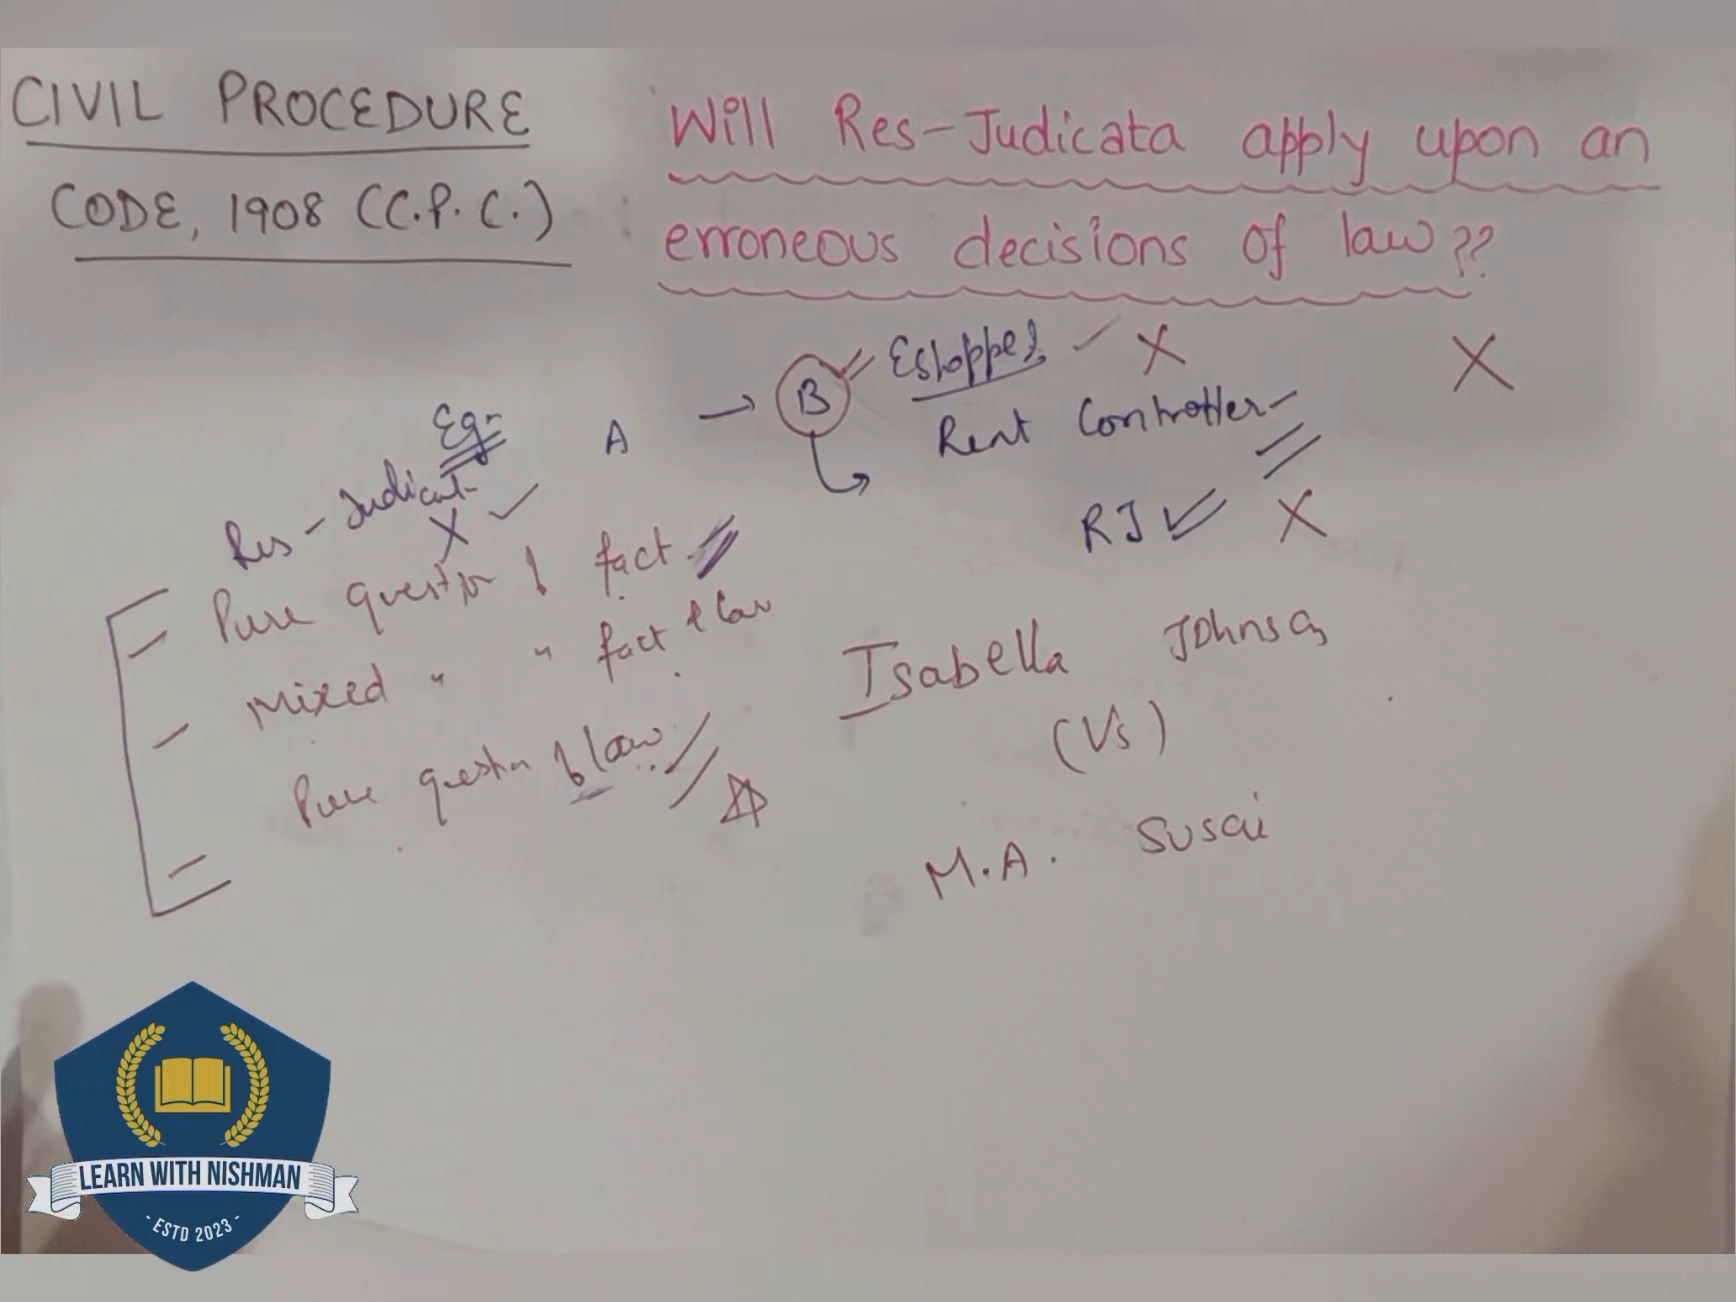 CIVIL PROCEDURE
CODE, 1908 (C.P.C.)
Will Res-Judicata apply upon an
erroneous decisions of law??
Eg-
A → B
Estoppel ✓ X
X
Rent Controller-
RJ ✓ X
Res-Judicat-
X ✓
Pure question of fact
Mixed " " fact & law
Pure questn of law
Isabella Johnson
(Vs)
M.A. Susai
LEARN WITH NISHMAN
- ESTD 2023 -